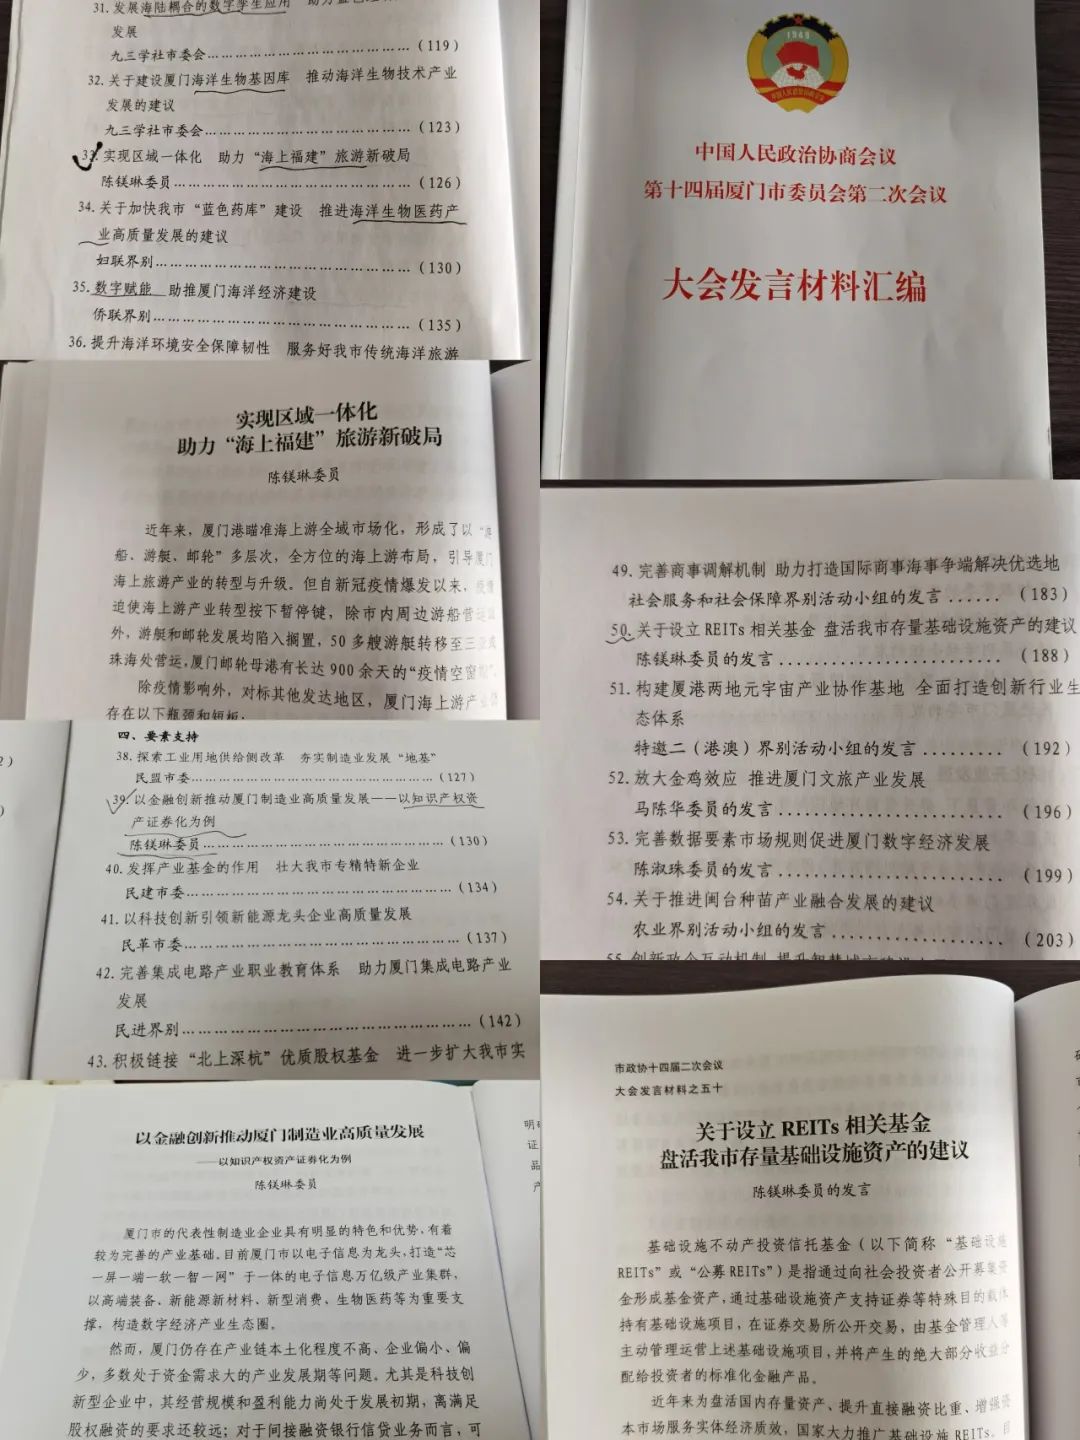 31. 发展海陆耦合的数字孪生应用
发展
九三学社市委会……………………………(119)
32. 关于建设厦门海洋生物基因库　推动海洋生物技术产业
发展的建议
九三学社市委会……………………………(123)
33. 实现区域一体化　助力“海上福建”旅游新破局
陈镁琳委员……………………………(126)
34. 关于加快我市“蓝色药库”建设　推进海洋生物医药产
业高质量发展的建议
妇联界别……………………………(130)
35. 数字赋能　助推厦门海洋经济建设
侨联界别……………………………(135)
36. 提升海洋环境安全保障韧性　服务好我市传统海洋旅游
1949
中国人民政治协商会议
中国人民政治协商会议
第十四届厦门市委员会第二次会议
大会发言材料汇编
实现区域一体化
助力“海上福建”旅游新破局
陈镁琳委员
近年来，厦门港瞄准海上游全域市场化，形成了以“
船、游艇、邮轮”多层次，全方位的海上游布局，引导厦门
海上旅游产业的转型与升级。但自新冠疫情爆发以来，疫情
迫使海上游产业转型按下暂停键，除市内周边游船营运
外，游艇和邮轮发展均陷入搁置，50 多艘游艇转移至三亚
珠海处营运，厦门邮轮母港有长达 900 余天的“疫情空窗
除疫情影响外，对标其他发达地区，厦门海上游产业
存在以下瓶颈和短板：
49. 完善商事调解机制 助力打造国际商事海事争端解决优选地
社会服务和社会保障界别活动小组的发言......(183)
50. 关于设立 REITs 相关基金 盘活我市存量基础设施资产的建议
陈镁琳委员的发言........................(188)
51. 构建厦港两地元宇宙产业协作基地 全面打造创新行业生
态体系
特邀二（港澳）界别活动小组的发言.........(192)
52. 放大金鸡效应 推进厦门文旅产业发展
马陈华委员的发言........................(196)
53. 完善数据要素市场规则促进厦门数字经济发展
陈淑珠委员的发言........................(199)
54. 关于推进闽台种苗产业融合发展的建议
农业界别活动小组的发言..................(203)
四、要素支持
38. 探索工业用地供给侧改革　夯实制造业发展“地基”
民盟市委……………………………(127)
39. 以金融创新推动厦门制造业高质量发展——以知识产权资
产证券化为例
陈镁琳委员……………………………(130)
40. 发挥产业基金的作用　壮大我市专精特新企业
民建市委……………………………(134)
41. 以科技创新引领新能源龙头企业高质量发展
民革市委……………………………(137)
42. 完善集成电路产业职业教育体系　助力厦门集成电路产业
发展
民进界别……………………………(142)
43. 积极链接“北上深杭”优质股权基金　进一步扩大我市实
以金融创新推动厦门制造业高质量发展
——以知识产权资产证券化为例
陈镁琳委员
厦门市的代表性制造业企业具有明显的特色和优势，有着
较为完善的产业基础。目前厦门市以电子信息为龙头，打造“芯
一屏一端一软一智一网”于一体的电子信息万亿级产业集群，
以高端装备、新能源新材料、新型消费、生物医药等为重要支
撑，构造数字经济产业生态圈。
然而，厦门仍存在产业链本土化程度不高、企业偏小、偏
少，多数处于资金需求大的产业发展期等问题。尤其是科技创
新型企业中，其经营规模和盈利能力尚处于发展初期，离满足
股权融资的要求还较远；对于间接融资银行信贷业务而言，可
明确
证
品
产
市政协十四届二次会议
大会发言材料之五十
关于设立 REITs 相关基金
盘活我市存量基础设施资产的建议
陈镁琳委员的发言
基础设施不动产投资信托基金（以下简称“基础设施
REITs”或“公募REITs”）是指通过向社会投资者公开募集资
金形成基金资产，通过基础设施资产支持证券等特殊目的载体
持有基础设施项目，在证券交易所公开交易，由基金管理人等
主动管理运营上述基础设施项目，并将产生的绝大部分收益分
配给投资者的标准化金融产品。
近年来为盘活国内存量资产、提升直接融资比重、增强资
本市场服务实体经济质效，国家大力推广基础设施 REITs。目